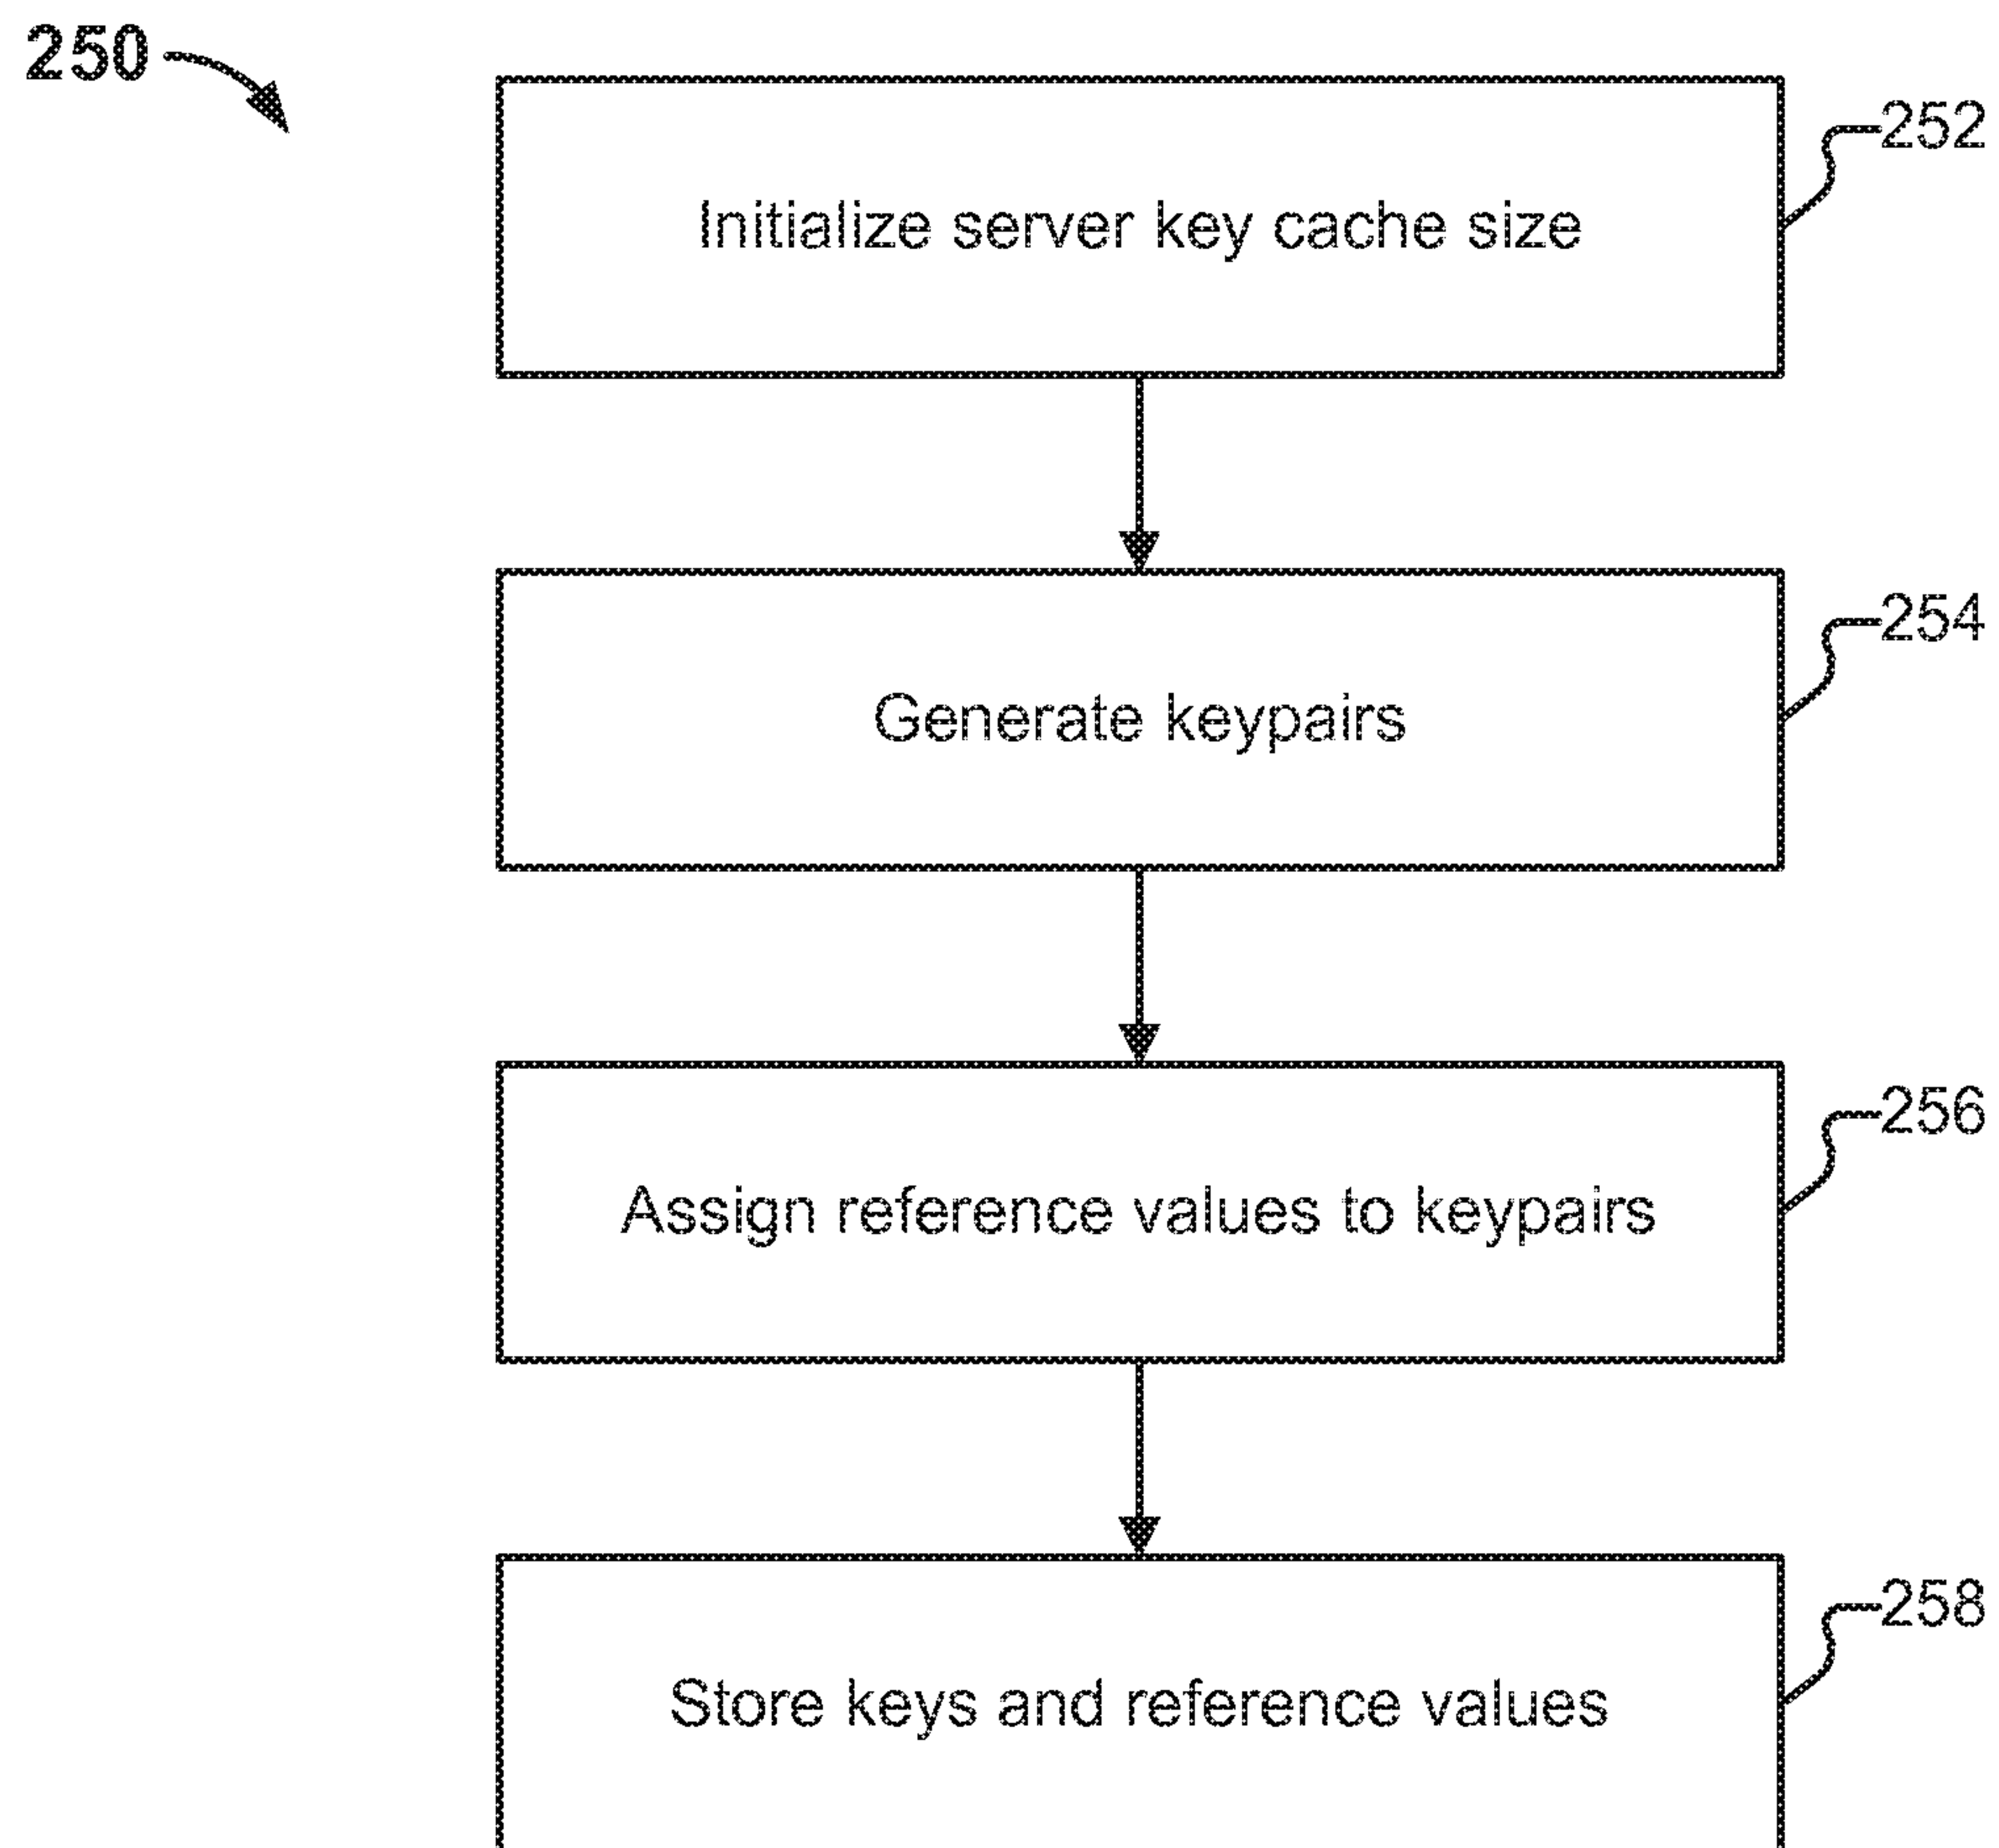 250
252
Initialize server key cache size
254
Generate keypairs
256
Assign reference values to keypairs
258
Store keys and reference values